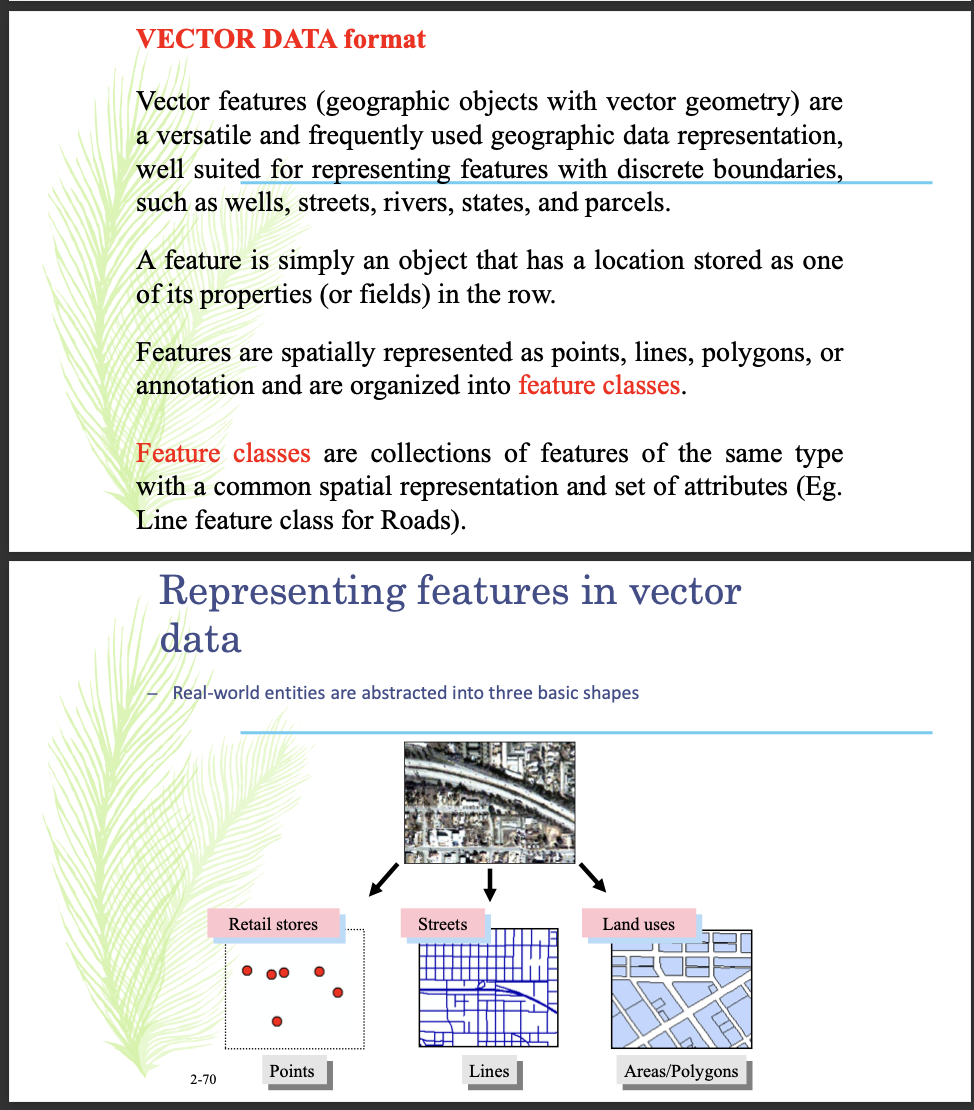 VECTOR DATA format
Vector features (geographic objects with vector geometry) are
a versatile and frequently used geographic data representation,
well suited for representing features with discrete boundaries,
such as wells, streets, rivers, states, and parcels.
A feature is simply an object that has a location stored as one
of its properties (or fields) in the row.
Features are spatially represented as points, lines, polygons, or
annotation and are organized into feature classes.
Feature classes are collections of features of the same type
with a common spatial representation and set of attributes (Eg.
Line feature class for Roads).
Representing features in vector
data
– Real-world entities are abstracted into three basic shapes
Retail stores
Streets
Land uses
Points
Lines
Areas/Polygons
2-70